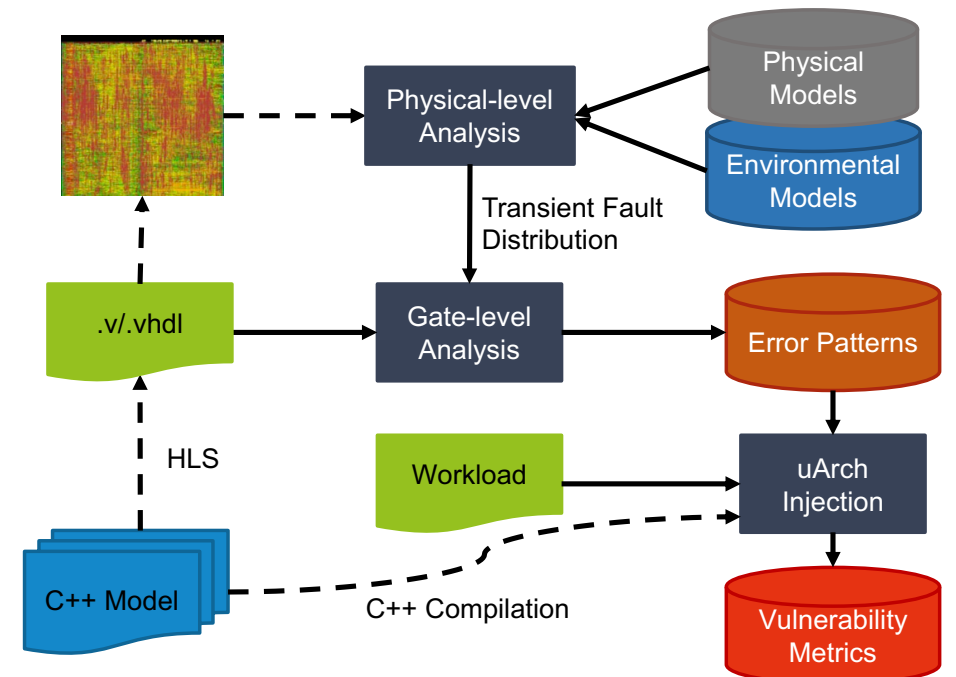 Physical
Models
Physical-level
Analysis
Environmental
Models
Transient Fault
Distribution
.v/.vhdl
Gate-level
Analysis
Error Patterns
HLS
Workload
uArch
Injection
C++ Model
C++ Compilation
Vulnerability
Metrics